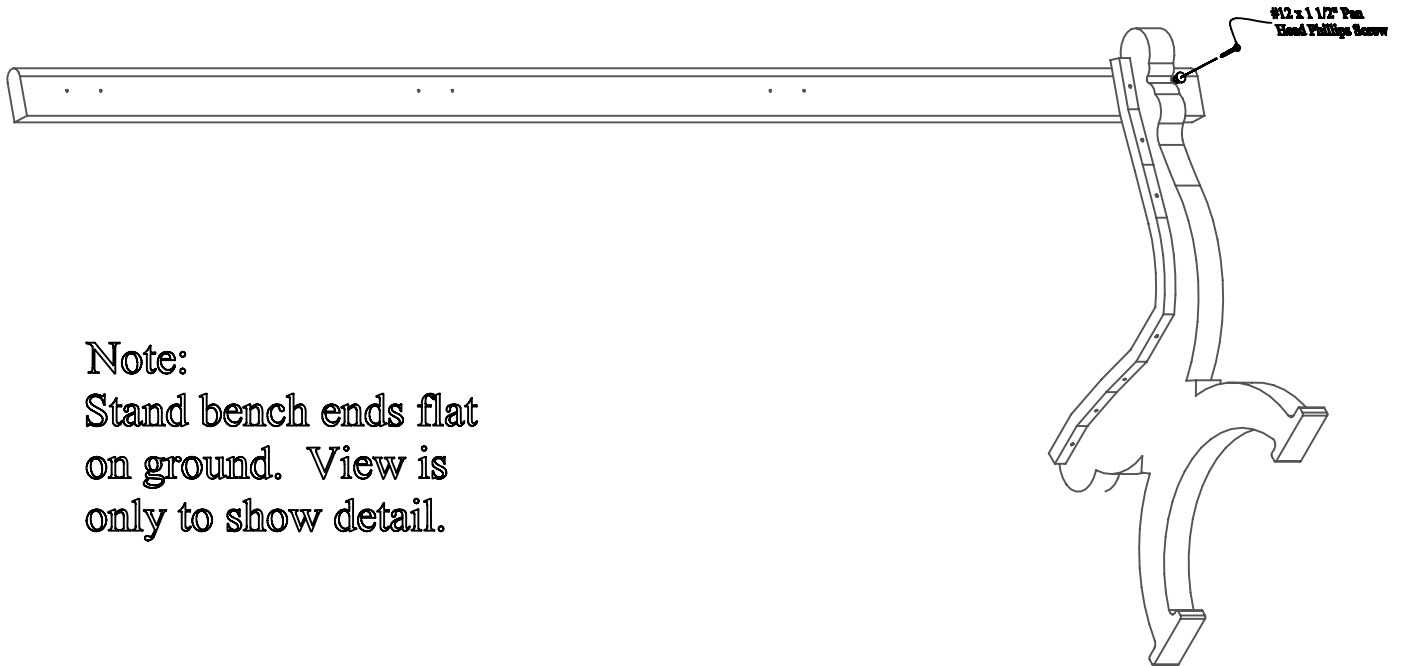 #12 x 1 1/2" Pan
Head Phillips Screw
Note:
Stand bench ends flat
on ground. View is
only to show detail.